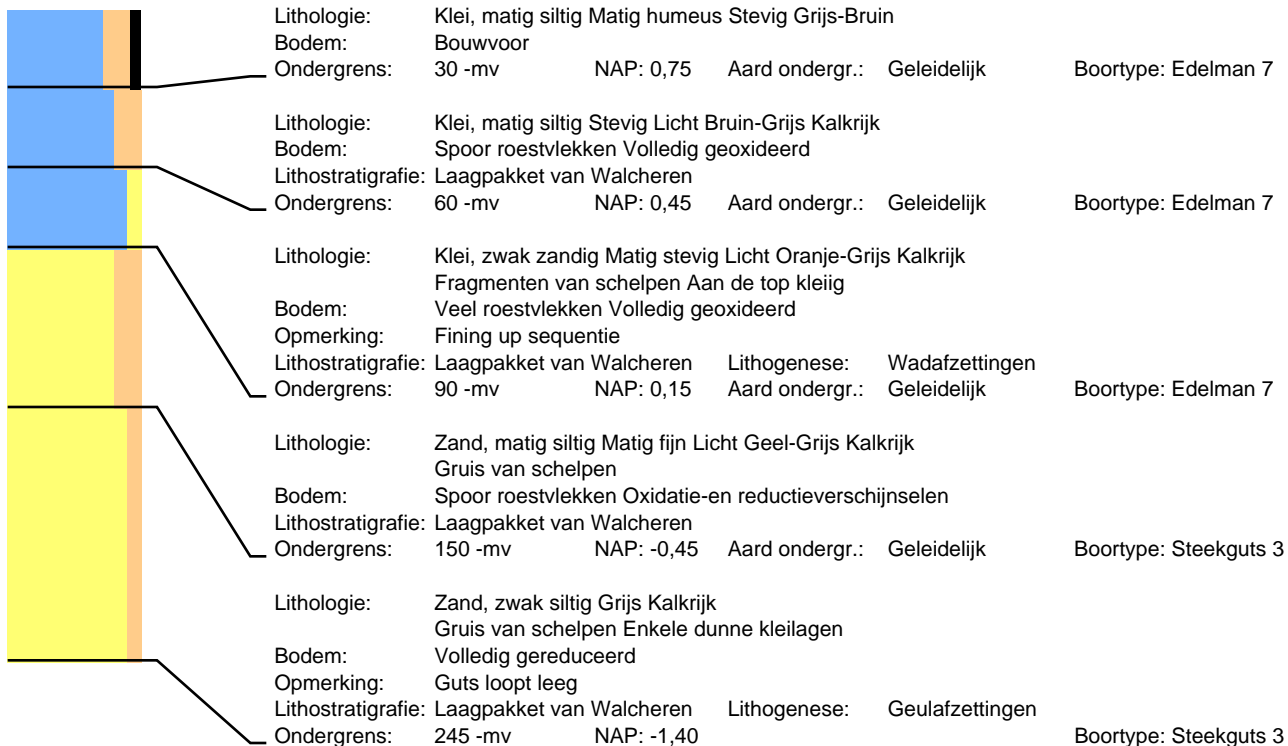 Lithologie: Klei, matig siltig Matig humeus Stevig Grijs-Bruin
Bodem: Bouwvoor
Ondergrens: 30 -mv NAP: 0,75 Aard ondergr.: Geleidelijk Boortype: Edelman 7
Lithologie: Klei, matig siltig Stevig Licht Bruin-Grijs Kalkrijk
Bodem: Spoor roestvlekken Volledig geoxideerd
Lithostratigrafie: Laagpakket van Walcheren
Ondergrens: 60 -mv NAP: 0,45 Aard ondergr.: Geleidelijk Boortype: Edelman 7
Lithologie: Klei, zwak zandig Matig stevig Licht Oranje-Grijs Kalkrijk
Fragmenten van schelpen Aan de top kleiig
Bodem: Veel roestvlekken Volledig geoxideerd
Opmerking: Fining up sequentie
Lithostratigrafie: Laagpakket van Walcheren Lithogenese: Wadafzettingen
Ondergrens: 90 -mv NAP: 0,15 Aard ondergr.: Geleidelijk Boortype: Edelman 7
Lithologie: Zand, matig siltig Matig fijn Licht Geel-Grijs Kalkrijk
Gruis van schelpen
Bodem: Spoor roestvlekken Oxidatie-en reductieverschijnselen
Lithostratigrafie: Laagpakket van Walcheren
Ondergrens: 150 -mv NAP: -0,45 Aard ondergr.: Geleidelijk Boortype: Steekguts 3
Lithologie: Zand, zwak siltig Grijs Kalkrijk
Gruis van schelpen Enkele dunne kleilagen
Bodem: Volledig gereduceerd
Opmerking: Guts loopt leeg
Lithostratigrafie: Laagpakket van Walcheren Lithogenese: Geulafzettingen
Ondergrens: 245 -mv NAP: -1,40 Boortype: Steekguts 3